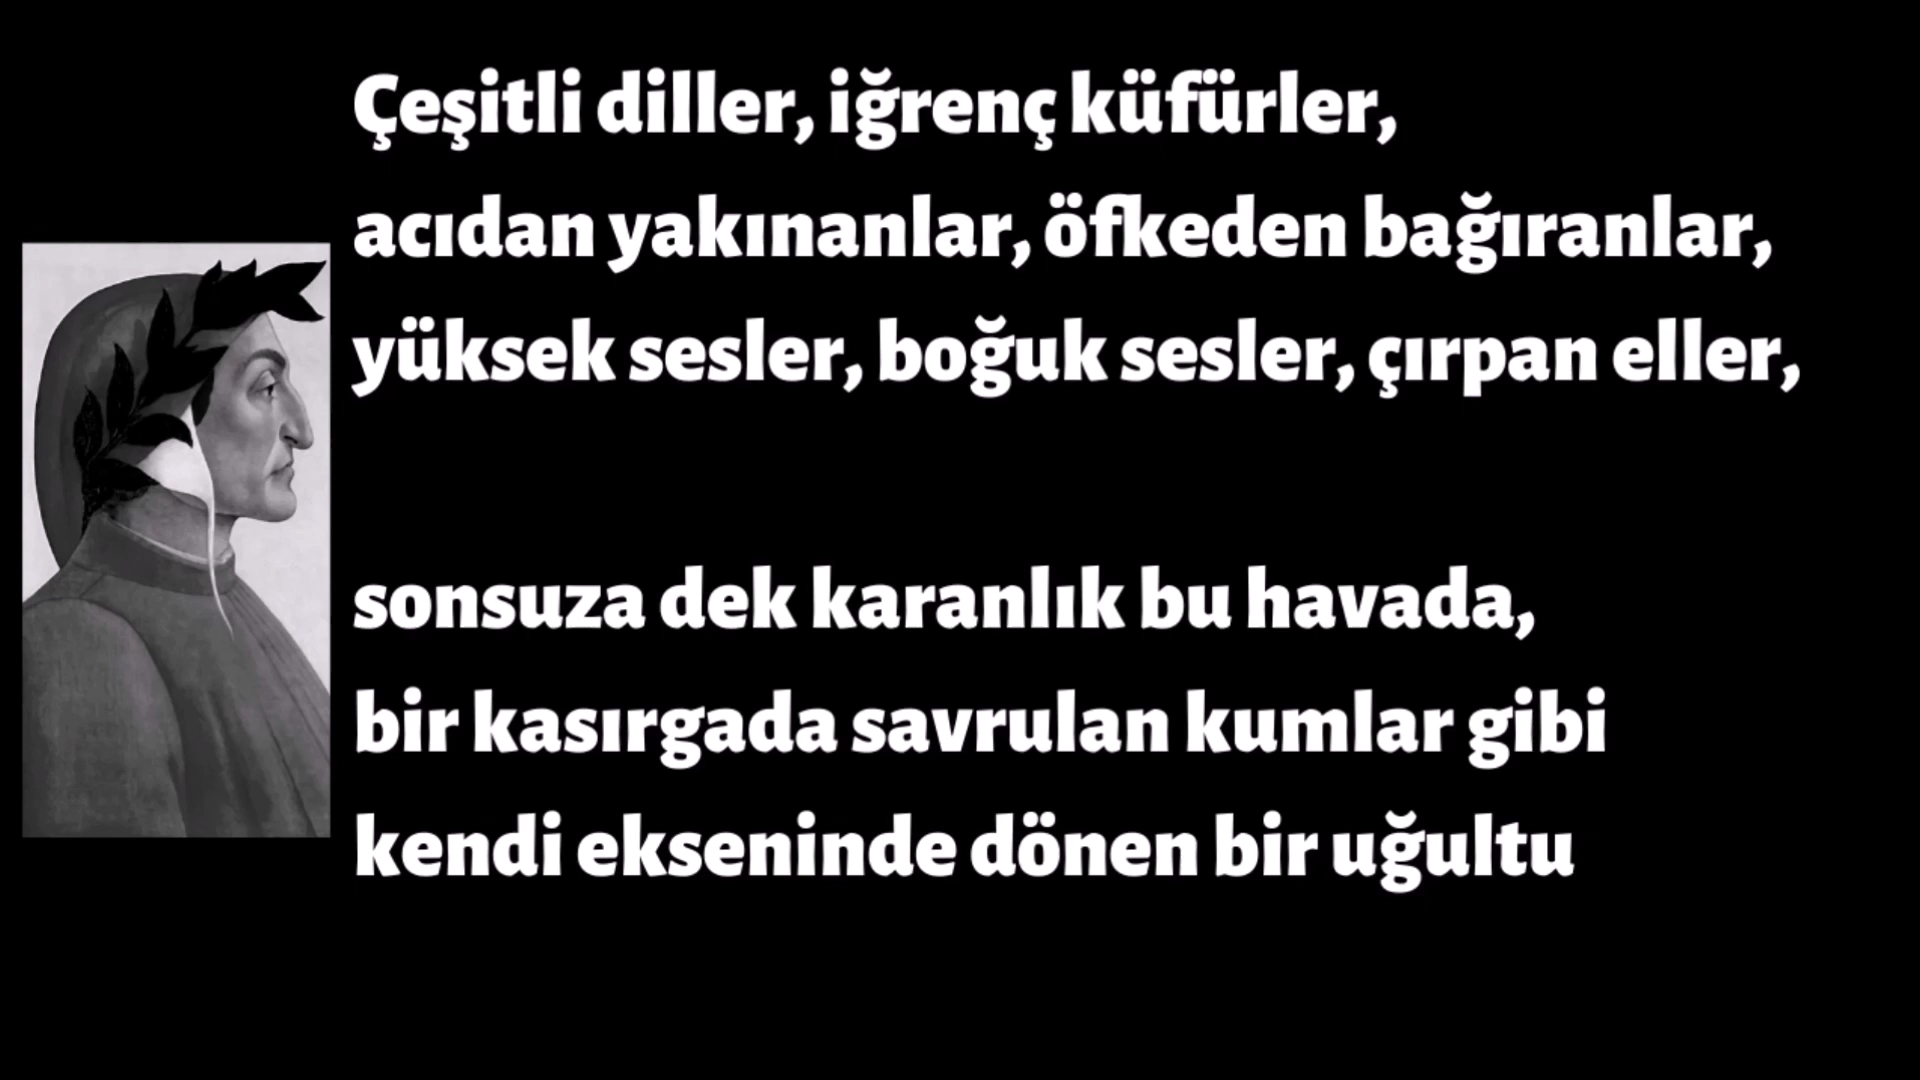 Çeşitli diller, iğrenç küfürler,
acıdan yakınanlar, öfkeden bağıranlar,
yüksek sesler, boğuk sesler, çırpan eller,
sonsuza dek karanlık bu havada,
bir kasırgada savrulan kumlar gibi
kendi ekseninde dönen bir uğultu